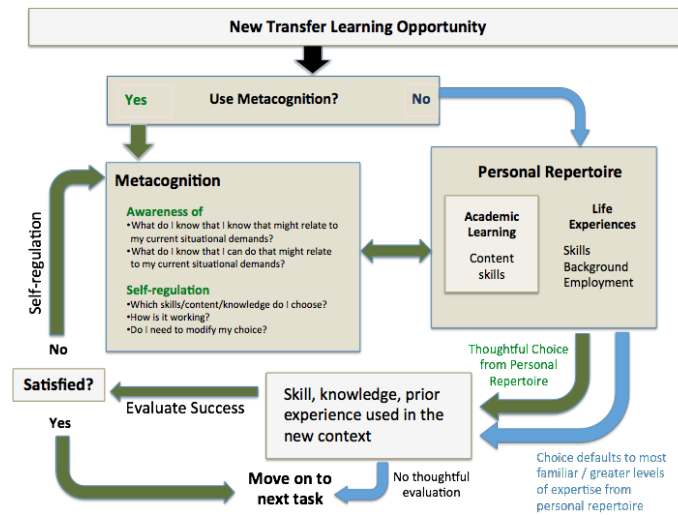 New Transfer Learning Opportunity
Yes
Use Metacognition?
No
Metacognition
Awareness of
•What do I know that I know that might relate to
my current situational demands?
•What do I know that I can do that might relate
to my current situational demands?
Self-regulation
•Which skills/content/knowledge do I choose?
•How is it working?
•Do I need to modify my choice?
Personal Repertoire
Academic
Learning
Content
skills
Life
Experiences
Skills
Background
Employment
Self-regulation
No
Satisfied?
Yes
Evaluate Success
Skill, knowledge, prior
experience used in the
new context
Thoughtful Choice
from Personal
Repertoire
Choice defaults to most
familiar / greater levels
of expertise from
personal repertoire
No thoughtful
evaluation
Move on to
next task